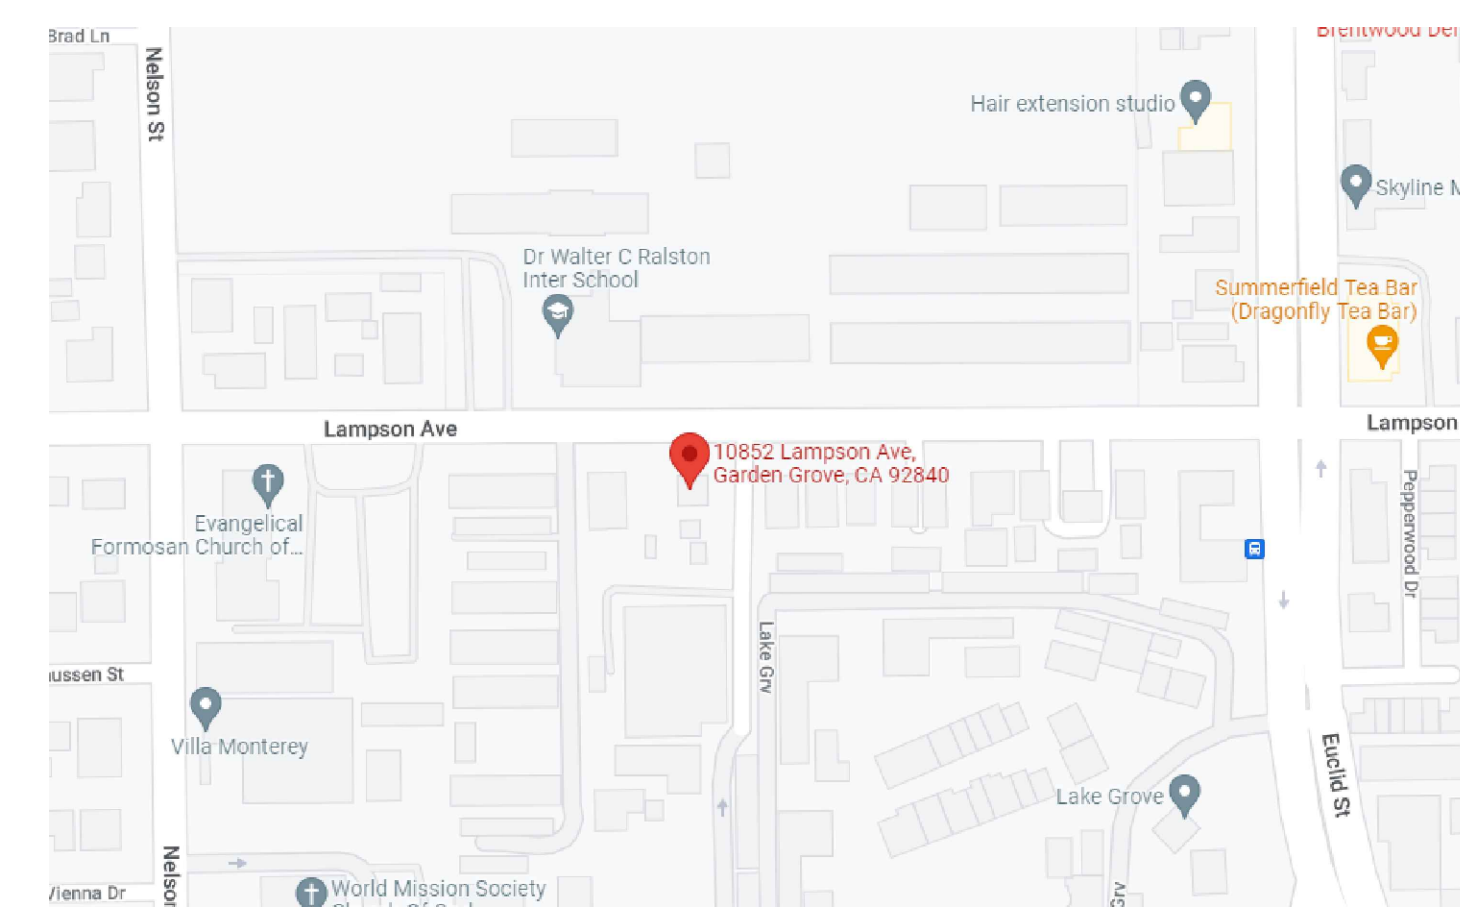 Brad Ln
Nelson St
Brentwood
Hair extension studio
Skyline
Dr Walter C Ralston
Inter School
Summerfield Tea Bar
(Dragonfly Tea Bar)
Lampson Ave
Lampson
10852 Lampson Ave,
Garden Grove, CA 92840
Pepperwood Dr
Evangelical
Formosan Church of...
Lake Grv
ussen St
Villa Monterey
Euclid St
Lake Grove
Nelson
Vienna Dr
World Mission Society